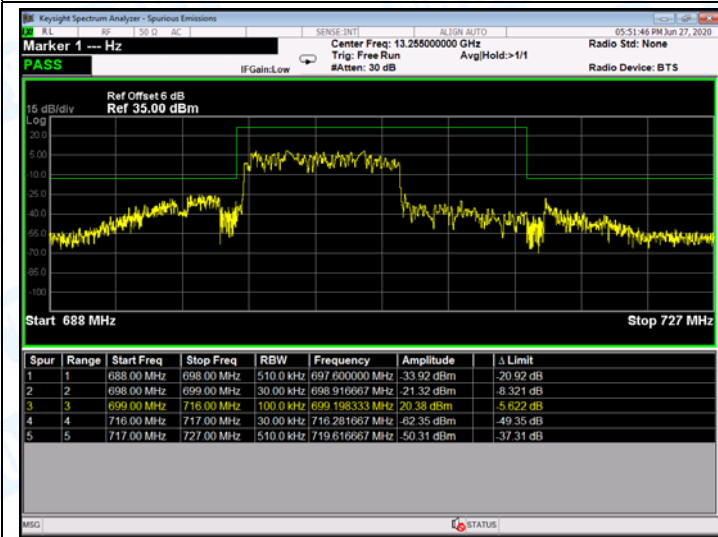 Keysight Spectrum Analyzer - Spurious Emissions
RL RF 50 Ω AC SENSE:INT ALIGN AUTO 05:51:46 PM Jun 27, 2020
Marker 1 --- Hz Center Freq: 13.255000000 GHz Radio Std: None
Trig: Free Run Avg|Hold:>1/1
PASS IFGain:Low #Atten: 30 dB Radio Device: BTS
Ref Offset 6 dB
15 dB/div Ref 35.00 dBm
Log
20.0
5.00
-10.0
-25.0
-40.0
-55.0
-70.0
-85.0
-100
Start 688 MHz Stop 727 MHz
Spur Range Start Freq Stop Freq RBW Frequency Amplitude Δ Limit
1 1 688.00 MHz 698.00 MHz 510.0 kHz 697.600000 MHz -33.92 dBm -20.92 dB
2 2 698.00 MHz 699.00 MHz 30.00 kHz 698.916667 MHz -21.32 dBm -8.321 dB
3 3 699.00 MHz 716.00 MHz 100.0 kHz 699.198333 MHz 20.38 dBm -5.622 dB
4 4 716.00 MHz 717.00 MHz 30.00 kHz 716.281667 MHz -62.35 dBm -49.35 dB
5 5 717.00 MHz 727.00 MHz 510.0 kHz 719.616667 MHz -50.31 dBm -37.31 dB
MSG STATUS